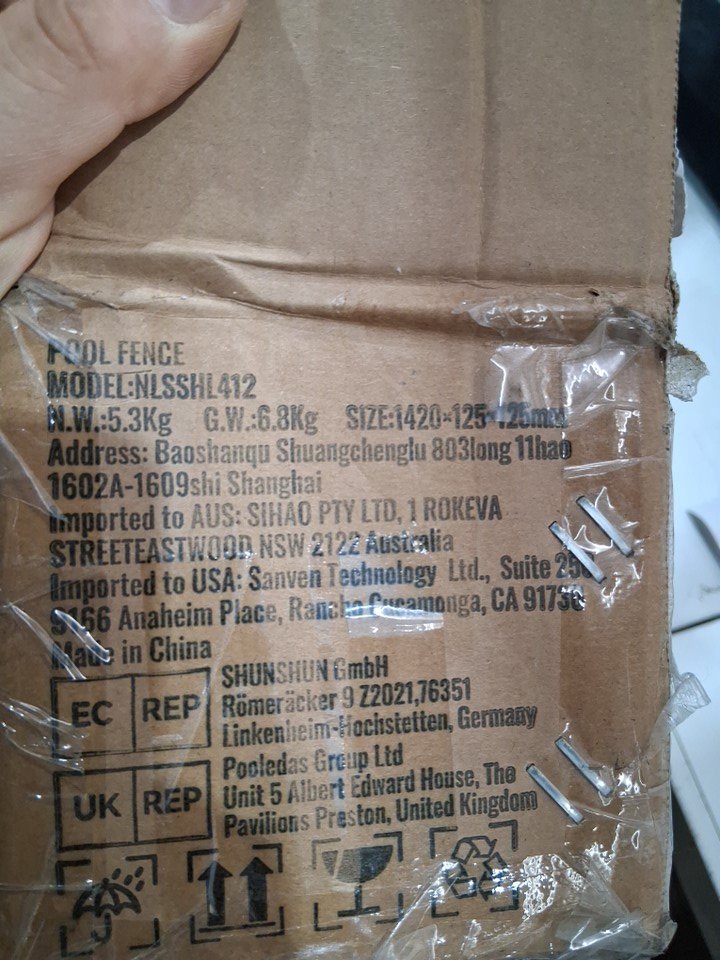 POOL FENCE
MODEL:NLSSHL412
N.W.:5.3Kg G.W.:6.8Kg SIZE:1420×125×125mm
Address: Baoshanqu Shuangchenglu 803long 11hao
1602A-1609shi Shanghai
Imported to AUS: SIHAO PTY LTD, 1 ROKEVA
STREETEASTWOOD NSW 2122 Australia
Imported to USA: Sanven Technology Ltd., Suite
9166 Anaheim Place, Rancho Cucamonga, CA 91730
Made in China
EC REP
SHUNSHUN GmbH
Römeräcker 9 Z2021,76351
Linkenheim-Hochstetten, Germany
UK REP
Pooledas Group Ltd
Unit 5 Albert Edward House, The
Pavilions Preston, United Kingdom